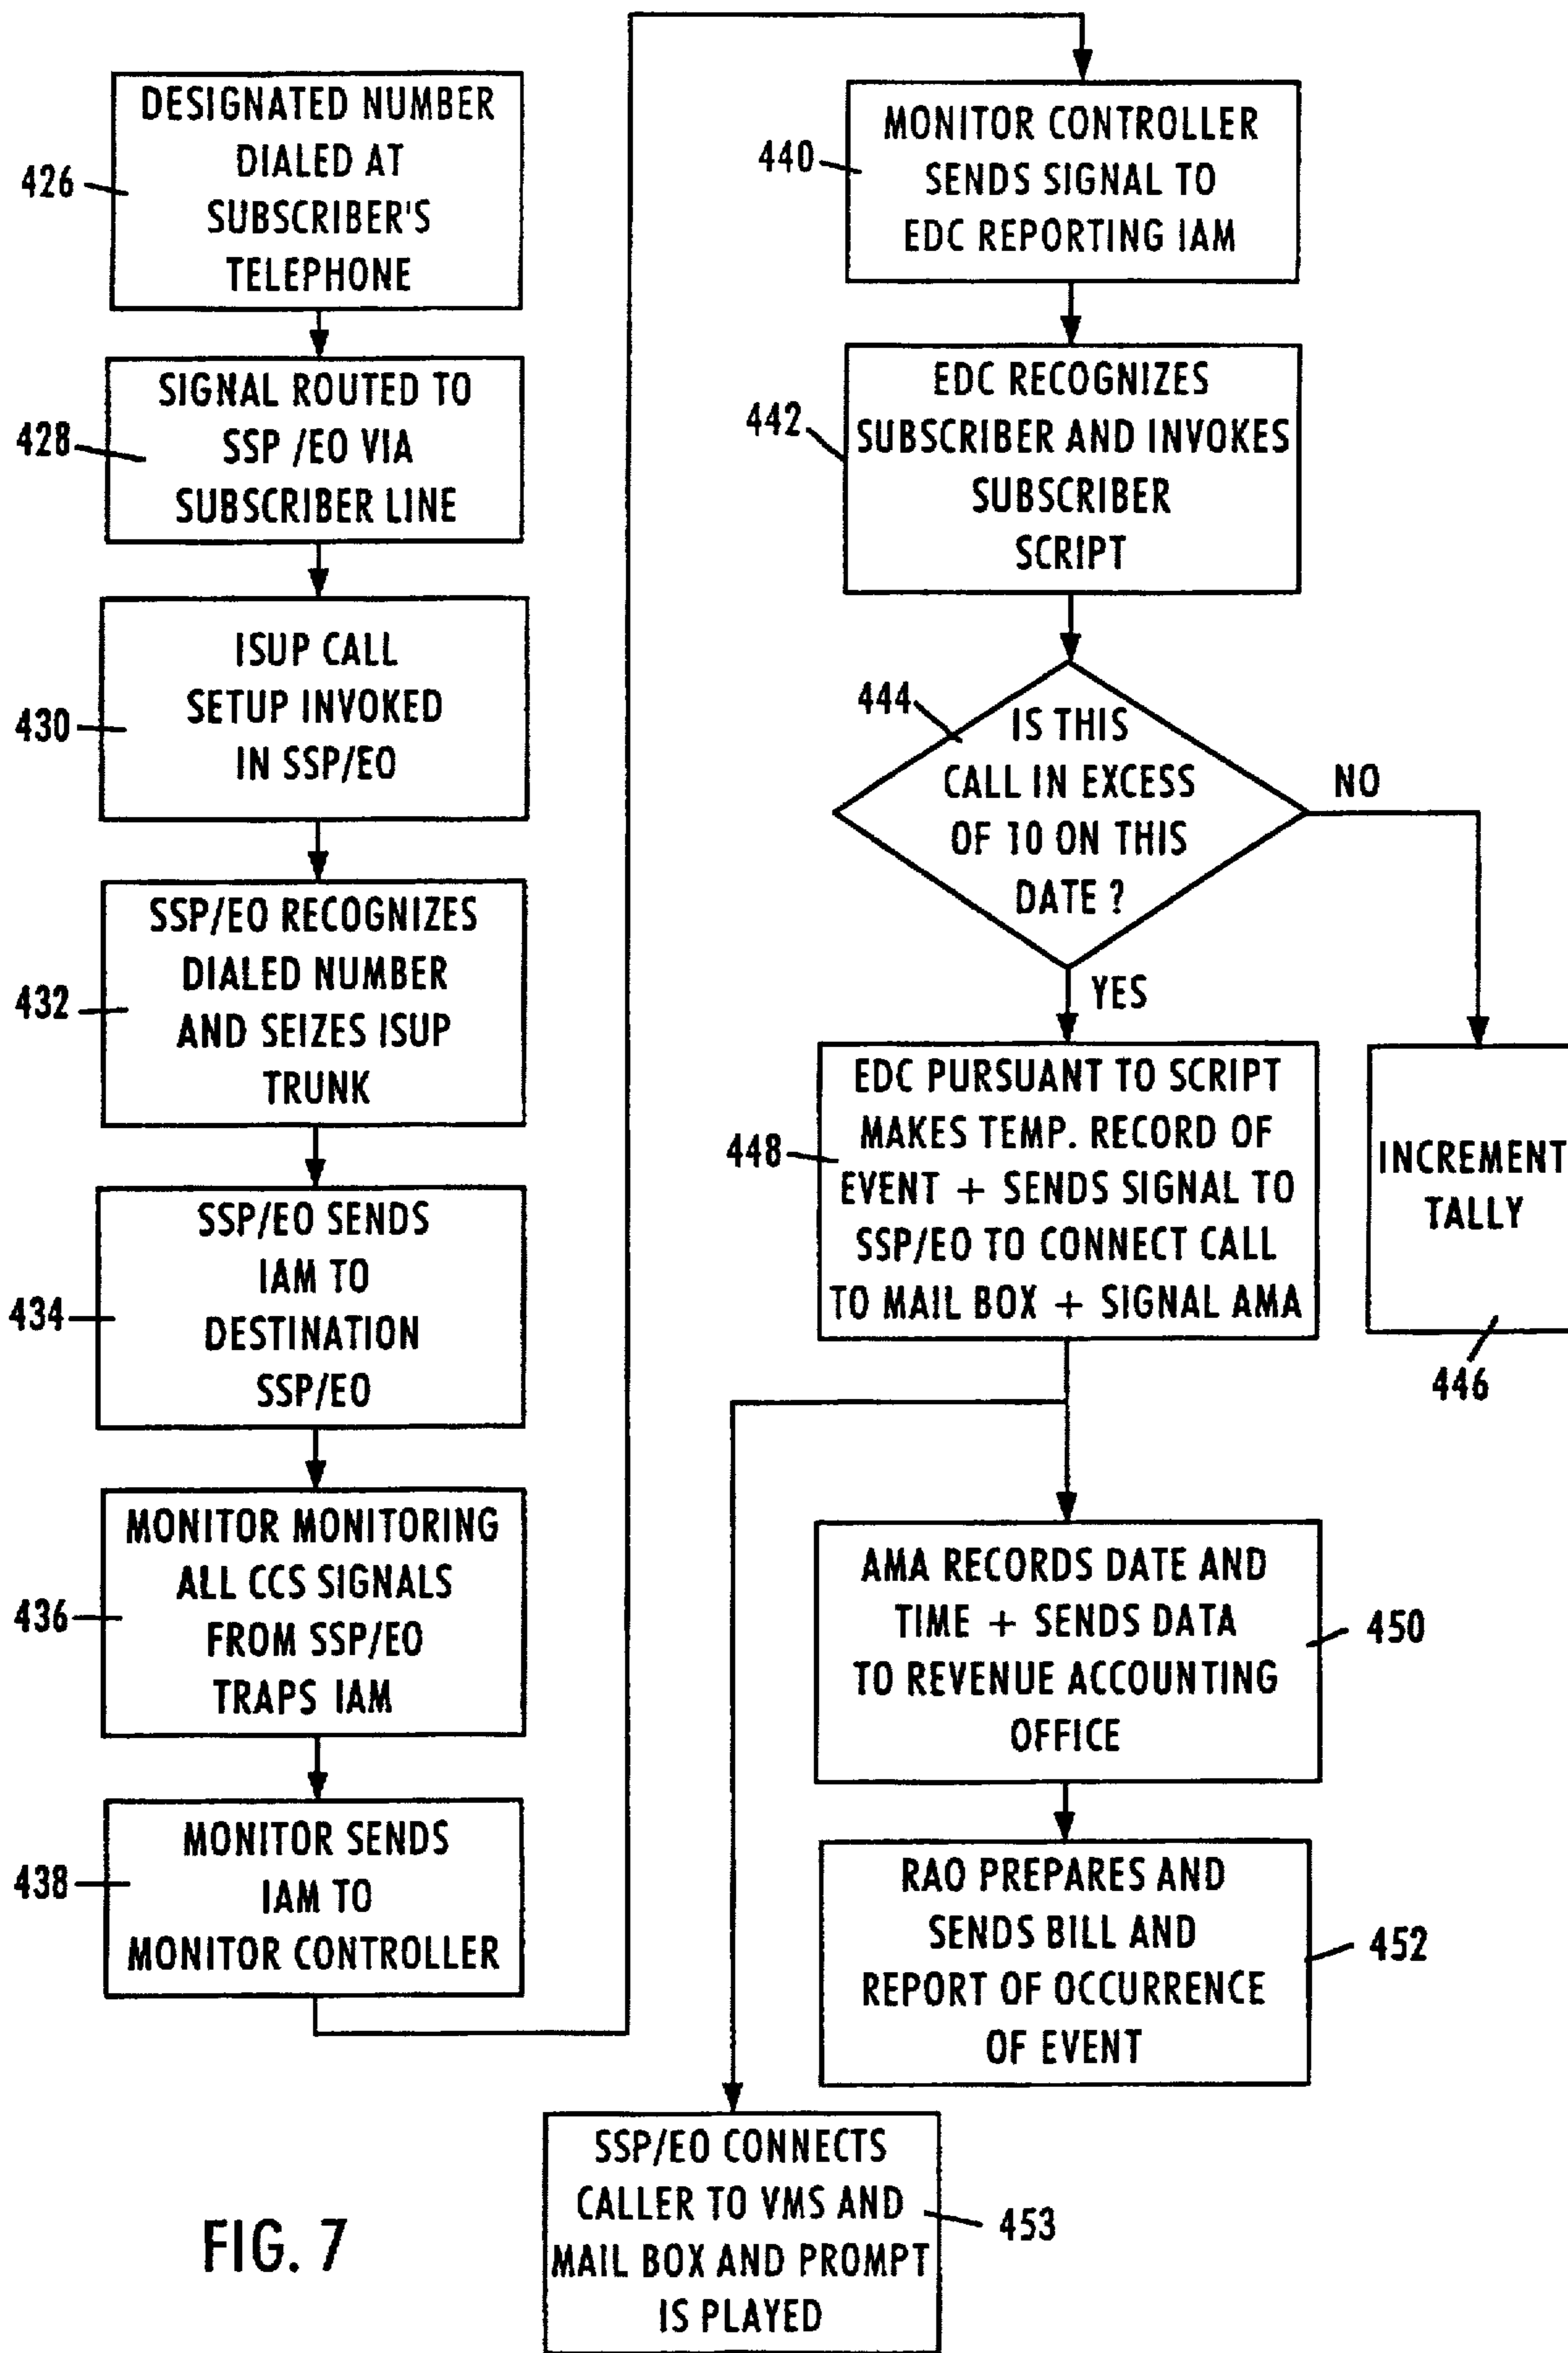 DESIGNATED NUMBER
DIALED AT
SUBSCRIBER'S
TELEPHONE
426
SIGNAL ROUTED TO
SSP /EO VIA
SUBSCRIBER LINE
428
ISUP CALL
SETUP INVOKED
IN SSP/EO
430
SSP/EO RECOGNIZES
DIALED NUMBER
AND SEIZES ISUP
TRUNK
432
SSP/EO SENDS
IAM TO
DESTINATION
SSP/EO
434
MONITOR MONITORING
ALL CCS SIGNALS
FROM SSP/EO
TRAPS IAM
436
MONITOR SENDS
IAM TO
MONITOR CONTROLLER
438
MONITOR CONTROLLER
SENDS SIGNAL TO
EDC REPORTING IAM
440
EDC RECOGNIZES
SUBSCRIBER AND INVOKES
SUBSCRIBER
SCRIPT
442
IS THIS
CALL IN EXCESS
OF 10 ON THIS
DATE ?
444
NO
YES
INCREMENT
TALLY
446
EDC PURSUANT TO SCRIPT
MAKES TEMP. RECORD OF
EVENT + SENDS SIGNAL TO
SSP/EO TO CONNECT CALL
TO MAIL BOX + SIGNAL AMA
448
AMA RECORDS DATE AND
TIME + SENDS DATA
TO REVENUE ACCOUNTING
OFFICE
450
RAO PREPARES AND
SENDS BILL AND
REPORT OF OCCURRENCE
OF EVENT
452
SSP/EO CONNECTS
CALLER TO VMS AND
MAIL BOX AND PROMPT
IS PLAYED
453
FIG. 7